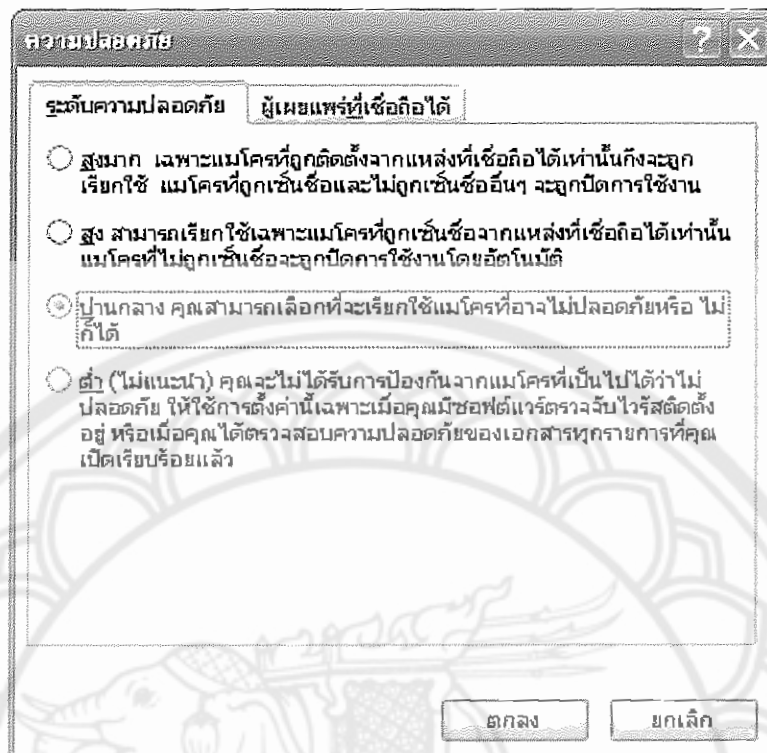 ความปลอดภัย
ระดับความปลอดภัย ผู้เผยแพร่ที่เชื่อถือได้
สูงมาก เฉพาะแมโครที่ถูกติดตั้งจากแหล่งที่เชื่อถือได้เท่านั้นถึงจะถูก
เรียกใช้ แมโครที่ถูกเซ็นชื่อและไม่ถูกเซ็นชื่ออื่นๆ จะถูกปิดการใช้งาน
สูง สามารถเรียกใช้เฉพาะแมโครที่ถูกเซ็นชื่อจากแหล่งที่เชื่อถือได้เท่านั้น
แมโครที่ไม่ถูกเซ็นชื่อจะถูกปิดการใช้งานโดยอัตโนมัติ
ปานกลาง คุณสามารถเลือกที่จะเรียกใช้แมโครที่อาจไม่ปลอดภัยหรือ ไม่
ก็ได้
ต่ำ (ไม่แนะนำ) คุณจะไม่ได้รับการป้องกันจากแมโครที่เป็นไปได้ว่าไม่
ปลอดภัย ให้ใช้การตั้งค่านี้เฉพาะเมื่อคุณมีซอฟต์แวร์ตรวจจับไวรัสติดตั้ง
อยู่ หรือเมื่อคุณได้ตรวจสอบความปลอดภัยของเอกสารทุกรายการที่คุณ
เปิดเรียบร้อยแล้ว
ตกลง ยกเลิก